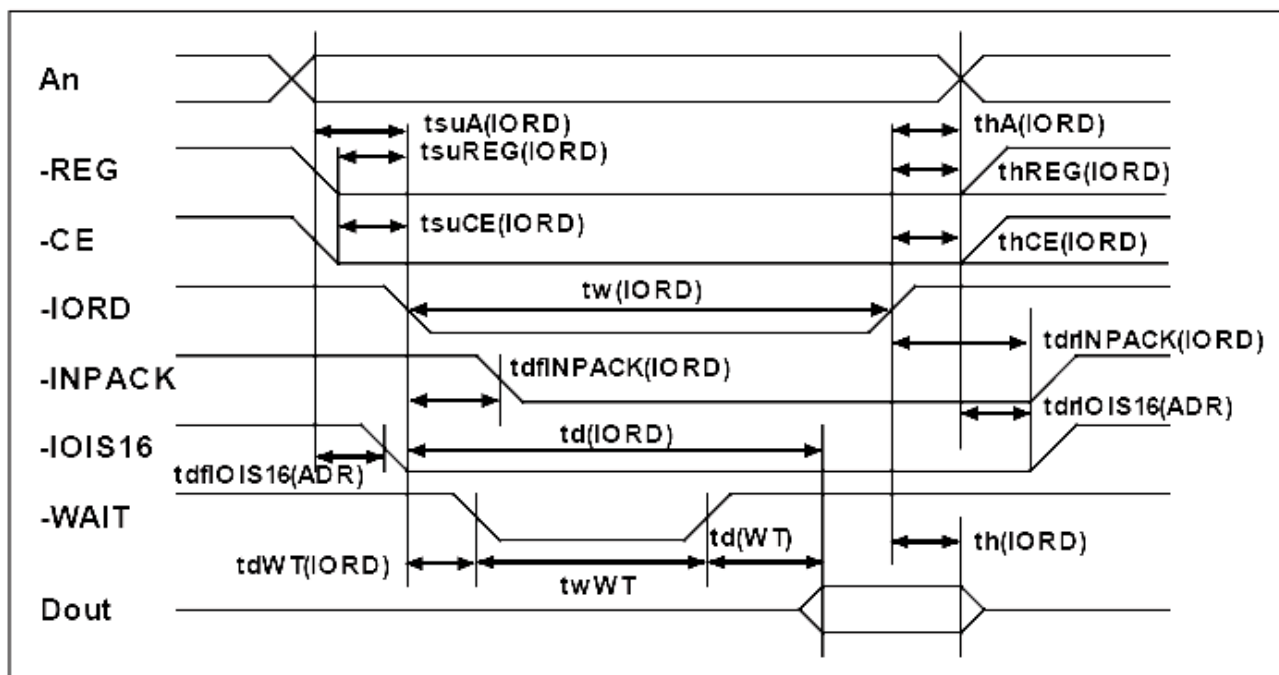 An
tsuA(IORD)
thA(IORD)
tsuREG(IORD)
-REG
thREG(IORD)
tsuCE(IORD)
-CE
thCE(IORD)
tw(IORD)
-IORD
tdrINPACK(IORD)
tdfINPACK(IORD)
-INPACK
tdrIOIS16(ADR)
td(IORD)
-IOIS16
tdfIOIS16(ADR)
-WAIT
td(WT)
th(IORD)
tdWT(IORD)
twWT
Dout